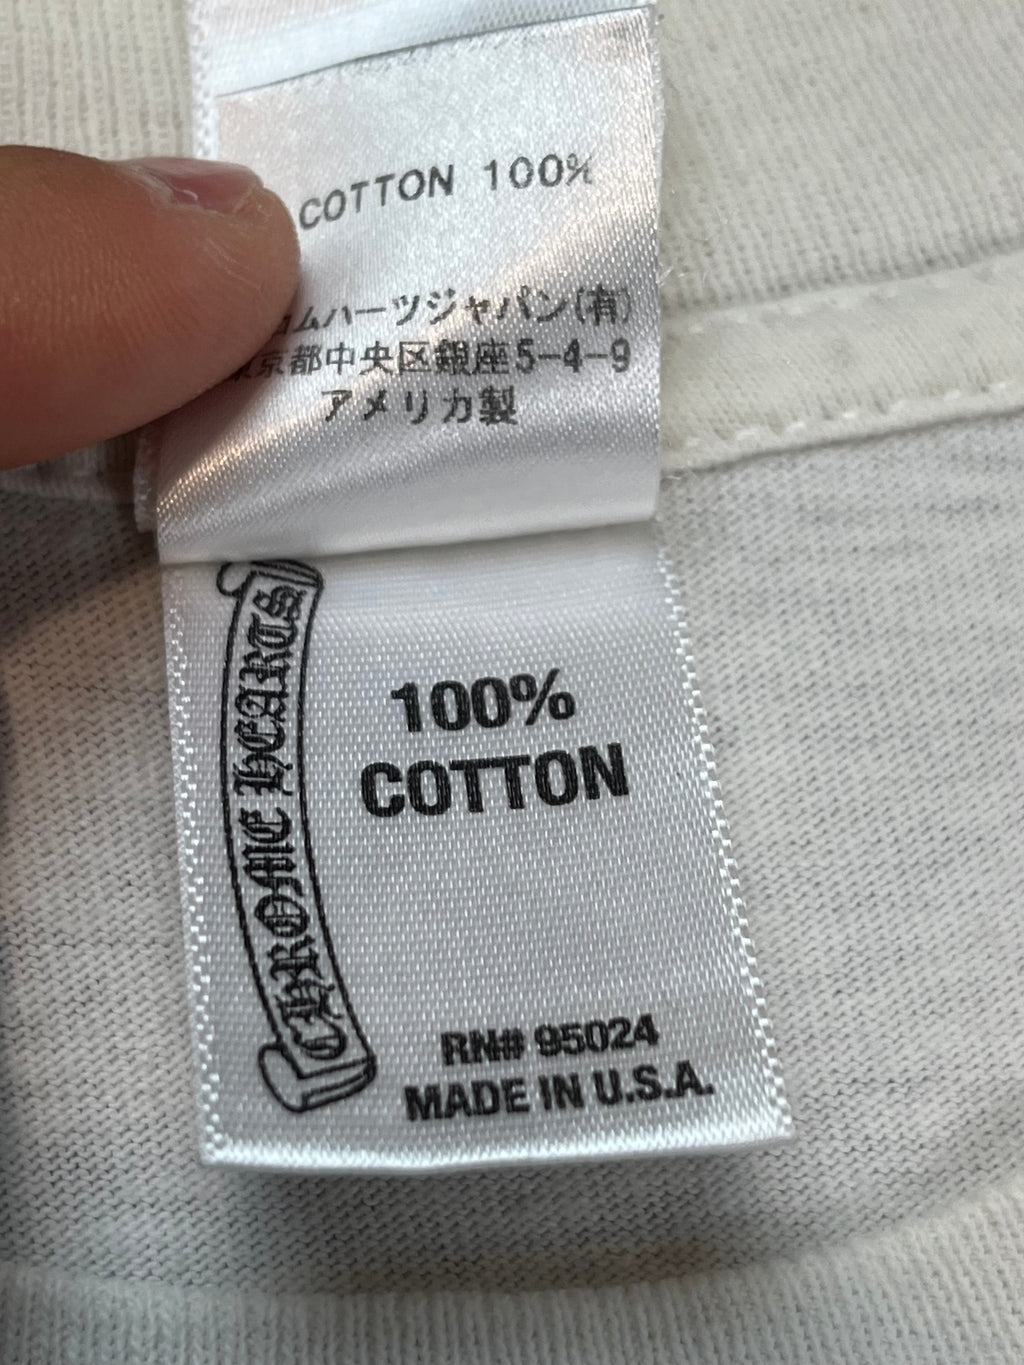 COTTON 100%
ロムハーツジャパン(有)
東京都中央区銀座5-4-9
アメリカ製
CHROME HEARTS
100%
COTTON
RN# 95024
MADE IN U.S.A.